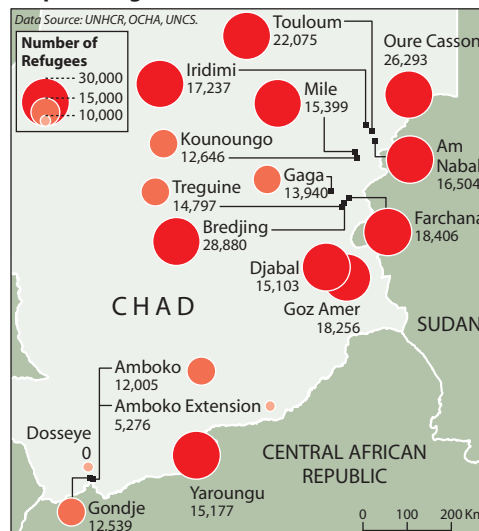 Data Source: UNHCR, OCHA, UNCS.
Number of
Refugees
30,000
15,000
10,000
Touloum
22,075
Oure Casson
26,293
Iridimi
17,237
Mile
15,399
Kounoungo
12,646
Am
Nabak
16,504
Gaga
13,940
Treguine
14,797
Farchana
18,406
Bredjing
28,880
Djabal
15,103
Goz Amer
18,256
CHAD
SUDAN
Amboko
12,005
Amboko Extension
5,276
Dosseye
0
CENTRAL AFRICAN
REPUBLIC
Yaroungu
15,177
Gondje
12,539
0 100 200 Km